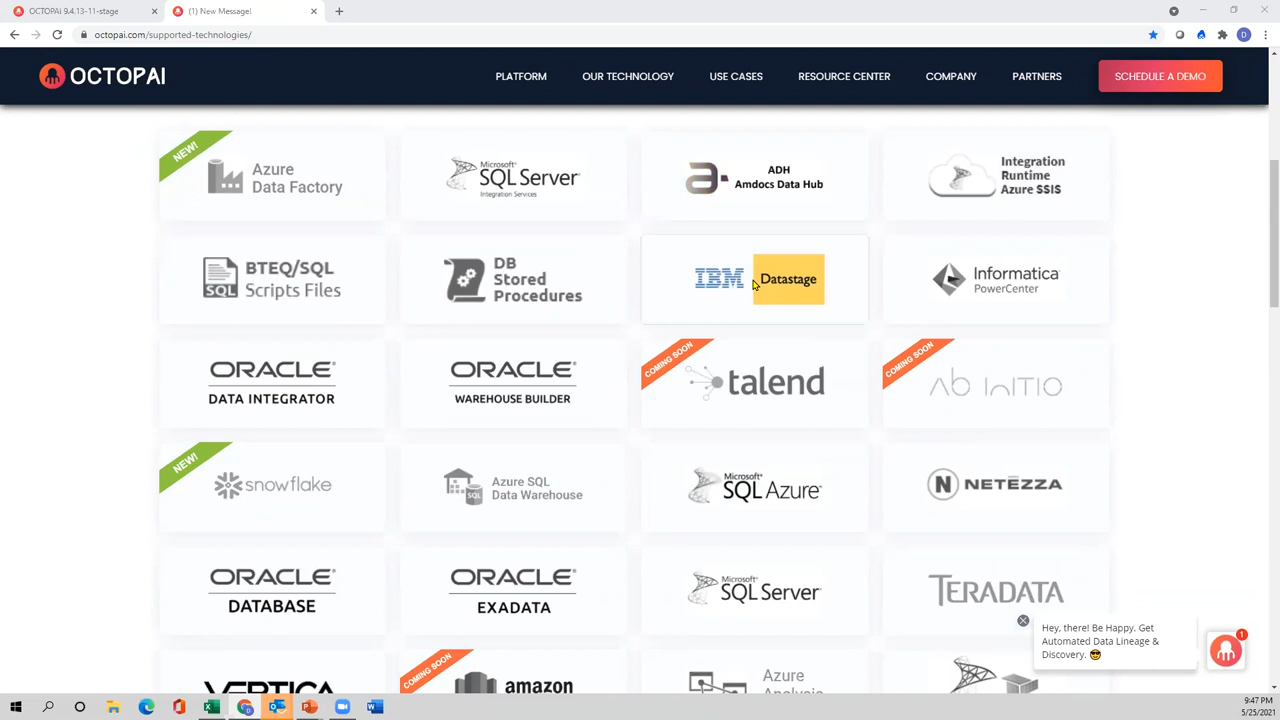 OCTOPAi 9.4.13-11-stage
(1) New Message!
octopai.com/supported-technologies/
D
OCTOPAI
PLATFORM
OUR TECHNOLOGY
USE CASES
RESOURCE CENTER
COMPANY
PARTNERS
SCHEDULE A DEMO
NEW!
Azure
Data Factory
Microsoft
SQL Server
Integration Services
ADH
Amdocs Data Hub
Integration
Runtime
Azure SSIS
BTEQ/SQL
Scripts Files
DB
Stored
Procedures
IBM
Datastage
Informatica
PowerCenter
ORACLE
DATA INTEGRATOR
ORACLE
WAREHOUSE BUILDER
COMING SOON
talend
COMING SOON
Ab INITIO
NEW!
snowflake
Azure SQL
Data Warehouse
Microsoft
SQL Azure
NETEZZA
ORACLE
DATABASE
ORACLE
EXADATA
Microsoft
SQL Server
TERADATA
VERTICA
COMING SOON
amazon
Azure
Analysis
Hey, there! Be Happy. Get
Automated Data Lineage &
Discovery.
1
9:47 PM
5/25/2021